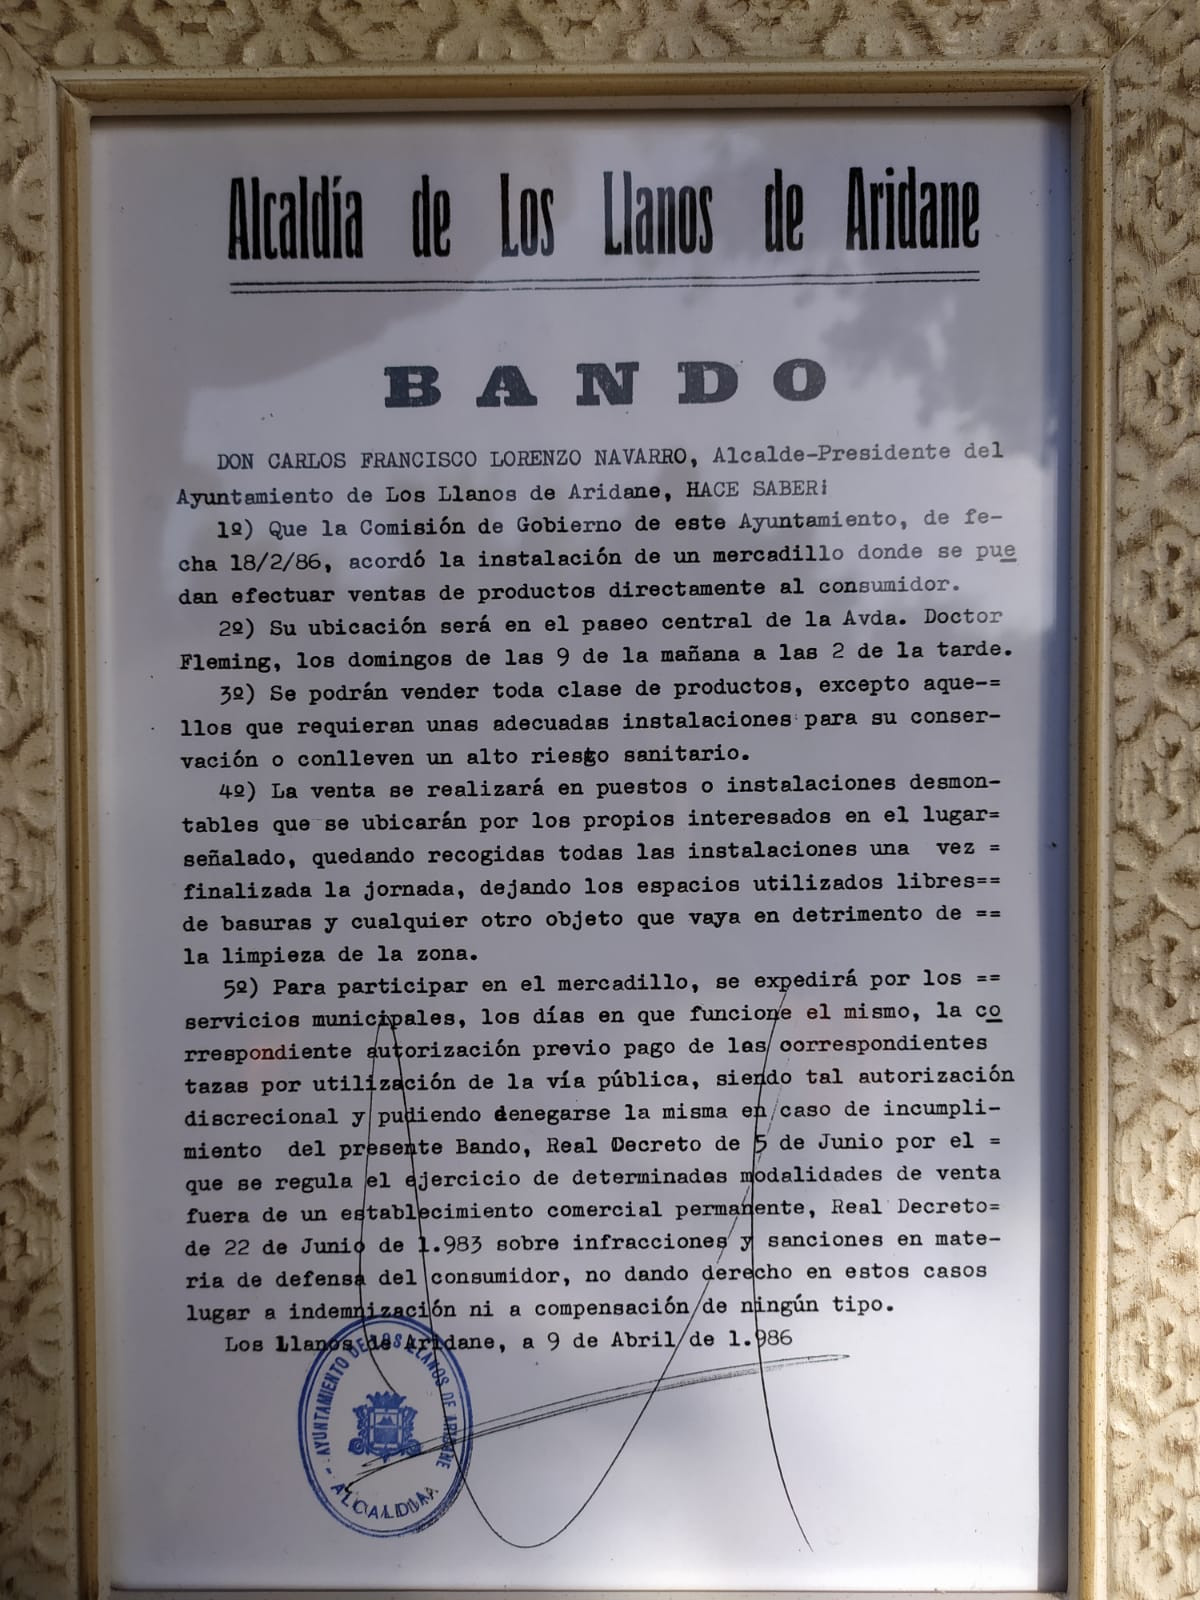 Alcaldía de Los Llanos de Aridane
BANDO
DON CARLOS FRANCISCO LORENZO NAVARRO, Alcalde-Presidente del
Ayuntamiento de Los Llanos de Aridane, HACE SABER:
1º) Que la Comisión de Gobierno de este Ayuntamiento, de fe-
cha 18/2/86, acordó la instalación de un mercadillo donde se pue
dan efectuar ventas de productos directamente al consumidor.
2º) Su ubicación será en el paseo central de la Avda. Doctor
Fleming, los domingos de las 9 de la mañana a las 2 de la tarde.
3º) Se podrán vender toda clase de productos, excepto aque-=
llos que requieran unas adecuadas instalaciones para su conser-
vación o conlleven un alto riesgo sanitario.
4º) La venta se realizará en puestos o instalaciones desmon-
tables que se ubicarán por los propios interesados en el lugar=
señalado, quedando recogidas todas las instalaciones una vez =
finalizada la jornada, dejando los espacios utilizados libres==
de basuras y cualquier otro objeto que vaya en detrimento de ==
la limpieza de la zona.
5º) Para participar en el mercadillo, se expedirá por los ==
servicios municipales, los días en que funcione el mismo, la co
rrespondiente autorización previo pago de las correspondientes
tazas por utilización de la vía pública, siendo tal autorización
discrecional y pudiendo denegarse la misma en caso de incumpli-
miento del presente Bando, Real Decreto de 5 de Junio por el =
que se regula el ejercicio de determinadas modalidades de venta
fuera de un establecimiento comercial permanente, Real Decreto=
de 22 de Junio de 1.983 sobre infracciones y sanciones en mate-
ria de defensa del consumidor, no dando derecho en estos casos
lugar a indemnización ni a compensación de ningún tipo.
Los Llanos de Aridane, a 9 de Abril de 1.986
AYUNTAMIENTO DE LOS LLANOS DE ARIDANE
- ALCALDIA